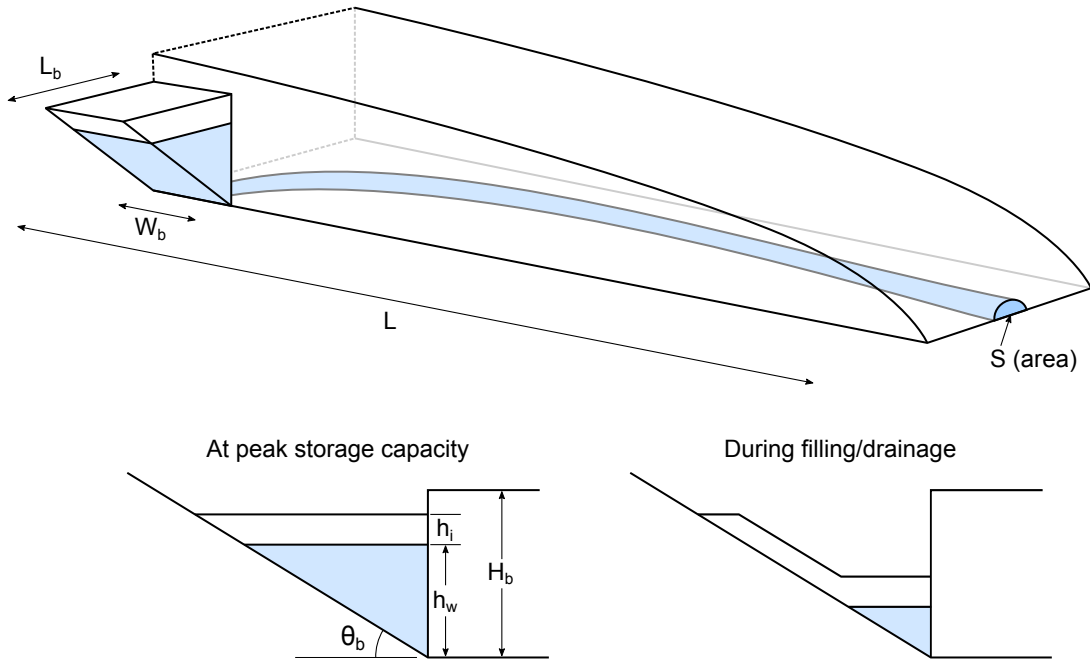 L_b
W_b
L
S (area)
At peak storage capacity
During filling/drainage
h_i
H_b
h_w
θ_b